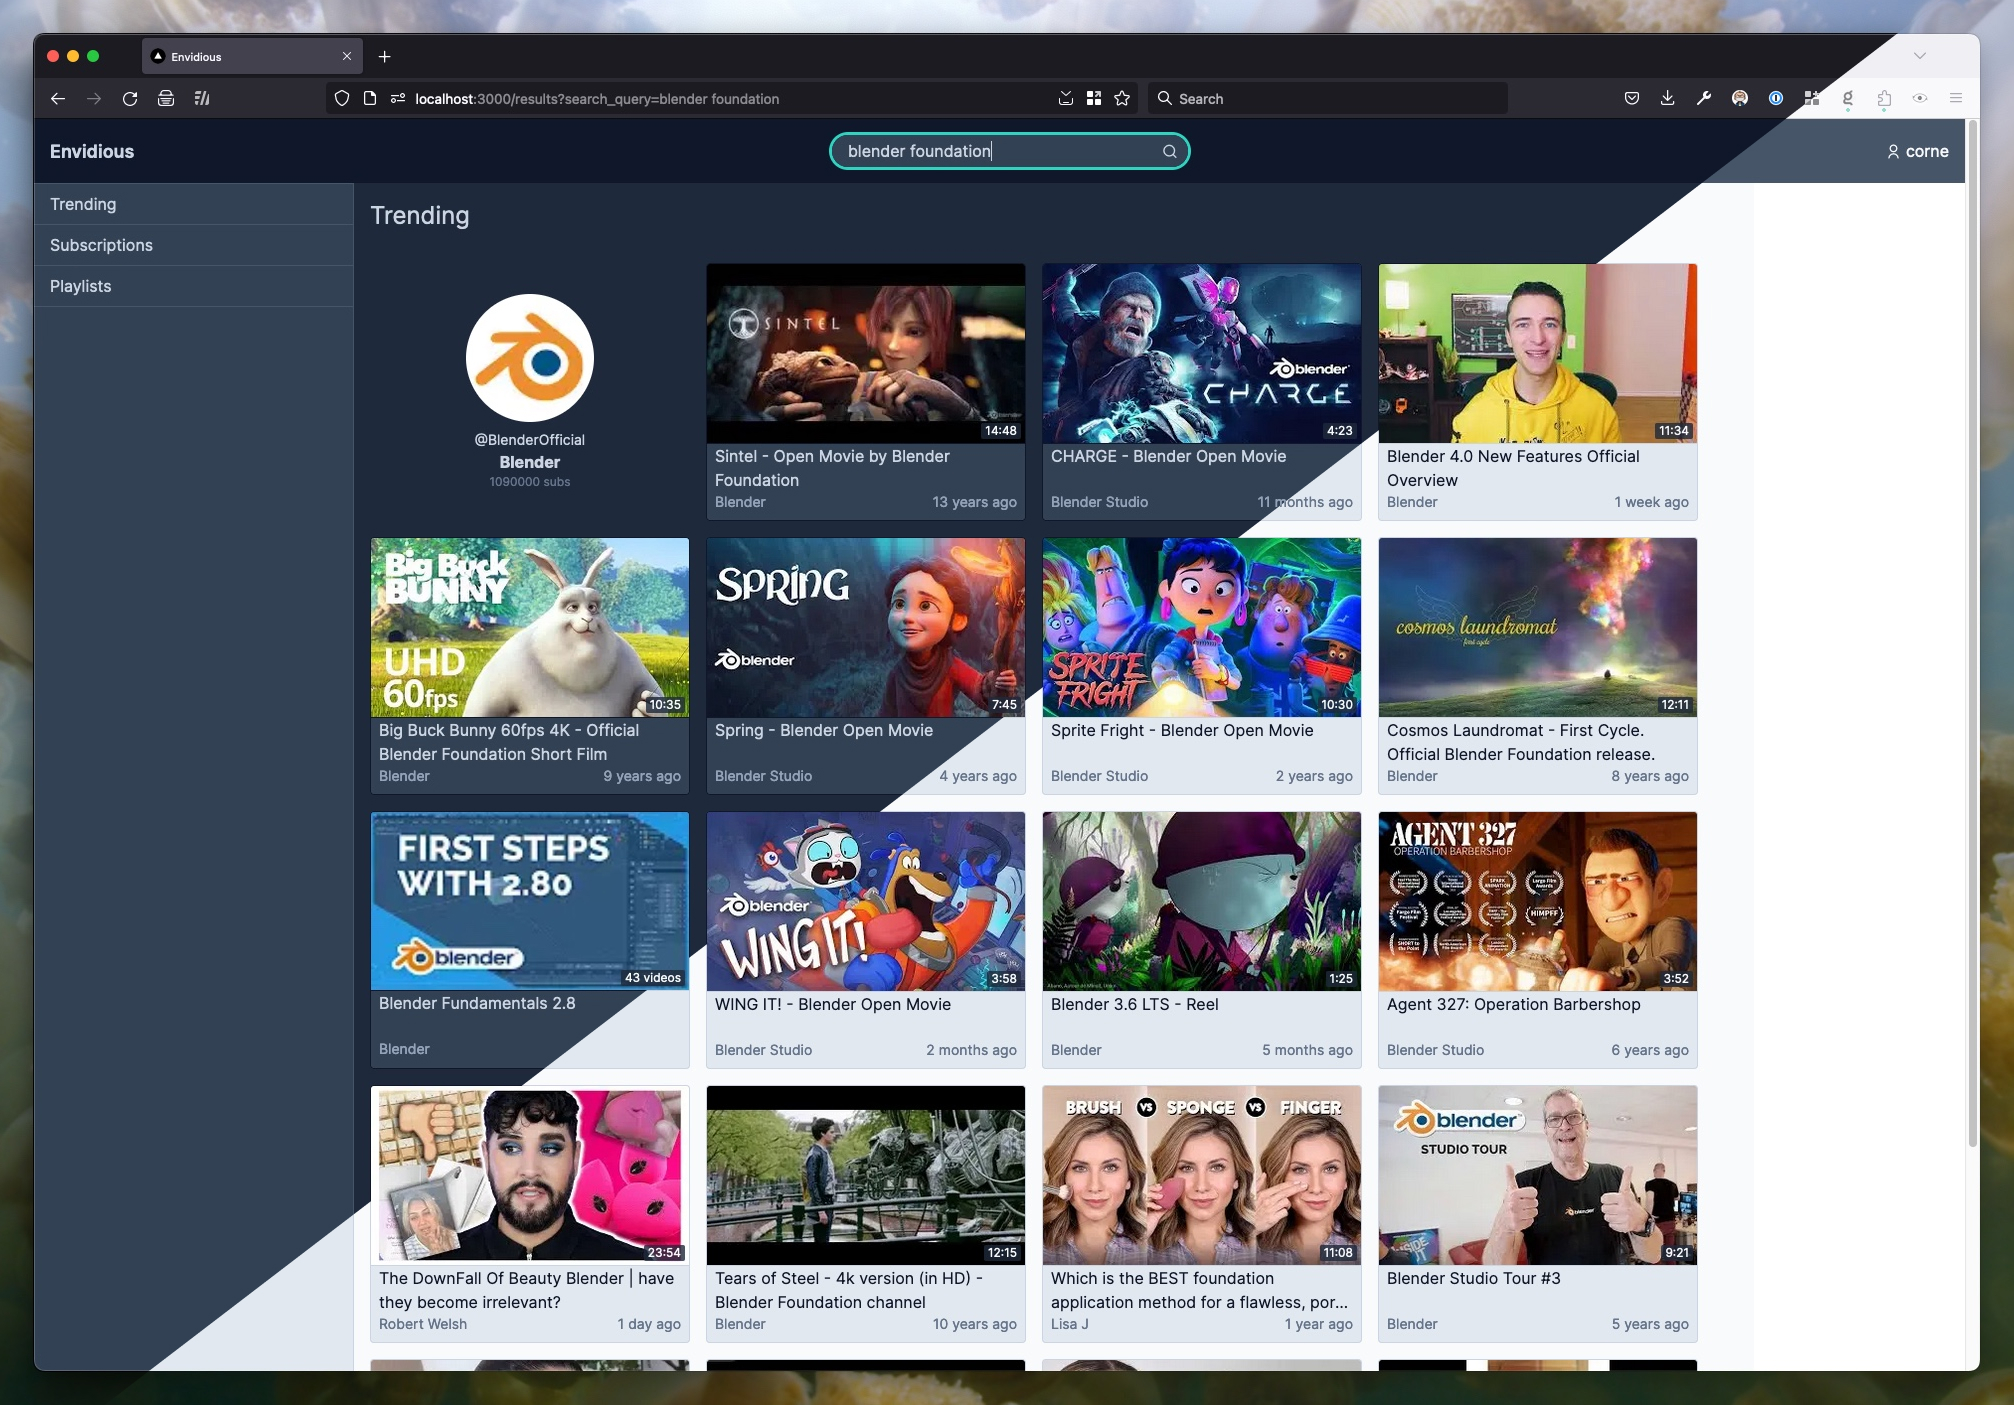 Envidious
localhost:3000/results?search_query=blender foundation
Search
Envidious
blender foundation
corne
Trending
Subscriptions
Playlists
Trending
@BlenderOfficial
Blender
1090000 subs
SINTEL
14:48
Sintel - Open Movie by Blender
Foundation
Blender
13 years ago
blender
CHARGE
4:23
CHARGE - Blender Open Movie
Blender Studio
11 months ago
11:34
Blender 4.0 New Features Official
Overview
Blender
1 week ago
Big Buck
BUNNY
UHD
60fps
10:35
Big Buck Bunny 60fps 4K - Official
Blender Foundation Short Film
Blender
9 years ago
SPRING
blender
7:45
Spring - Blender Open Movie
Blender Studio
4 years ago
SPRITE
FRIGHT
10:30
Sprite Fright - Blender Open Movie
Blender Studio
2 years ago
cosmos laundromat
first cycle
12:11
Cosmos Laundromat - First Cycle.
Official Blender Foundation release.
Blender
8 years ago
FIRST STEPS
WITH 2.80
blender
43 videos
Blender Fundamentals 2.8
Blender
blender
WING IT!
3:58
WING IT! - Blender Open Movie
Blender Studio
2 months ago
1:25
Blender 3.6 LTS - Reel
Blender
5 months ago
AGENT 327
OPERATION BARBERSHOP
HIMPFF
3:52
Agent 327: Operation Barbershop
Blender Studio
6 years ago
23:54
The DownFall Of Beauty Blender | have
they become irrelevant?
Robert Welsh
1 day ago
12:15
Tears of Steel - 4k version (in HD) -
Blender Foundation channel
Blender
10 years ago
BRUSH VS SPONGE VS FINGER
11:08
Which is the BEST foundation
application method for a flawless, por...
Lisa J
1 year ago
blender
STUDIO TOUR
9:21
Blender Studio Tour #3
Blender
5 years ago